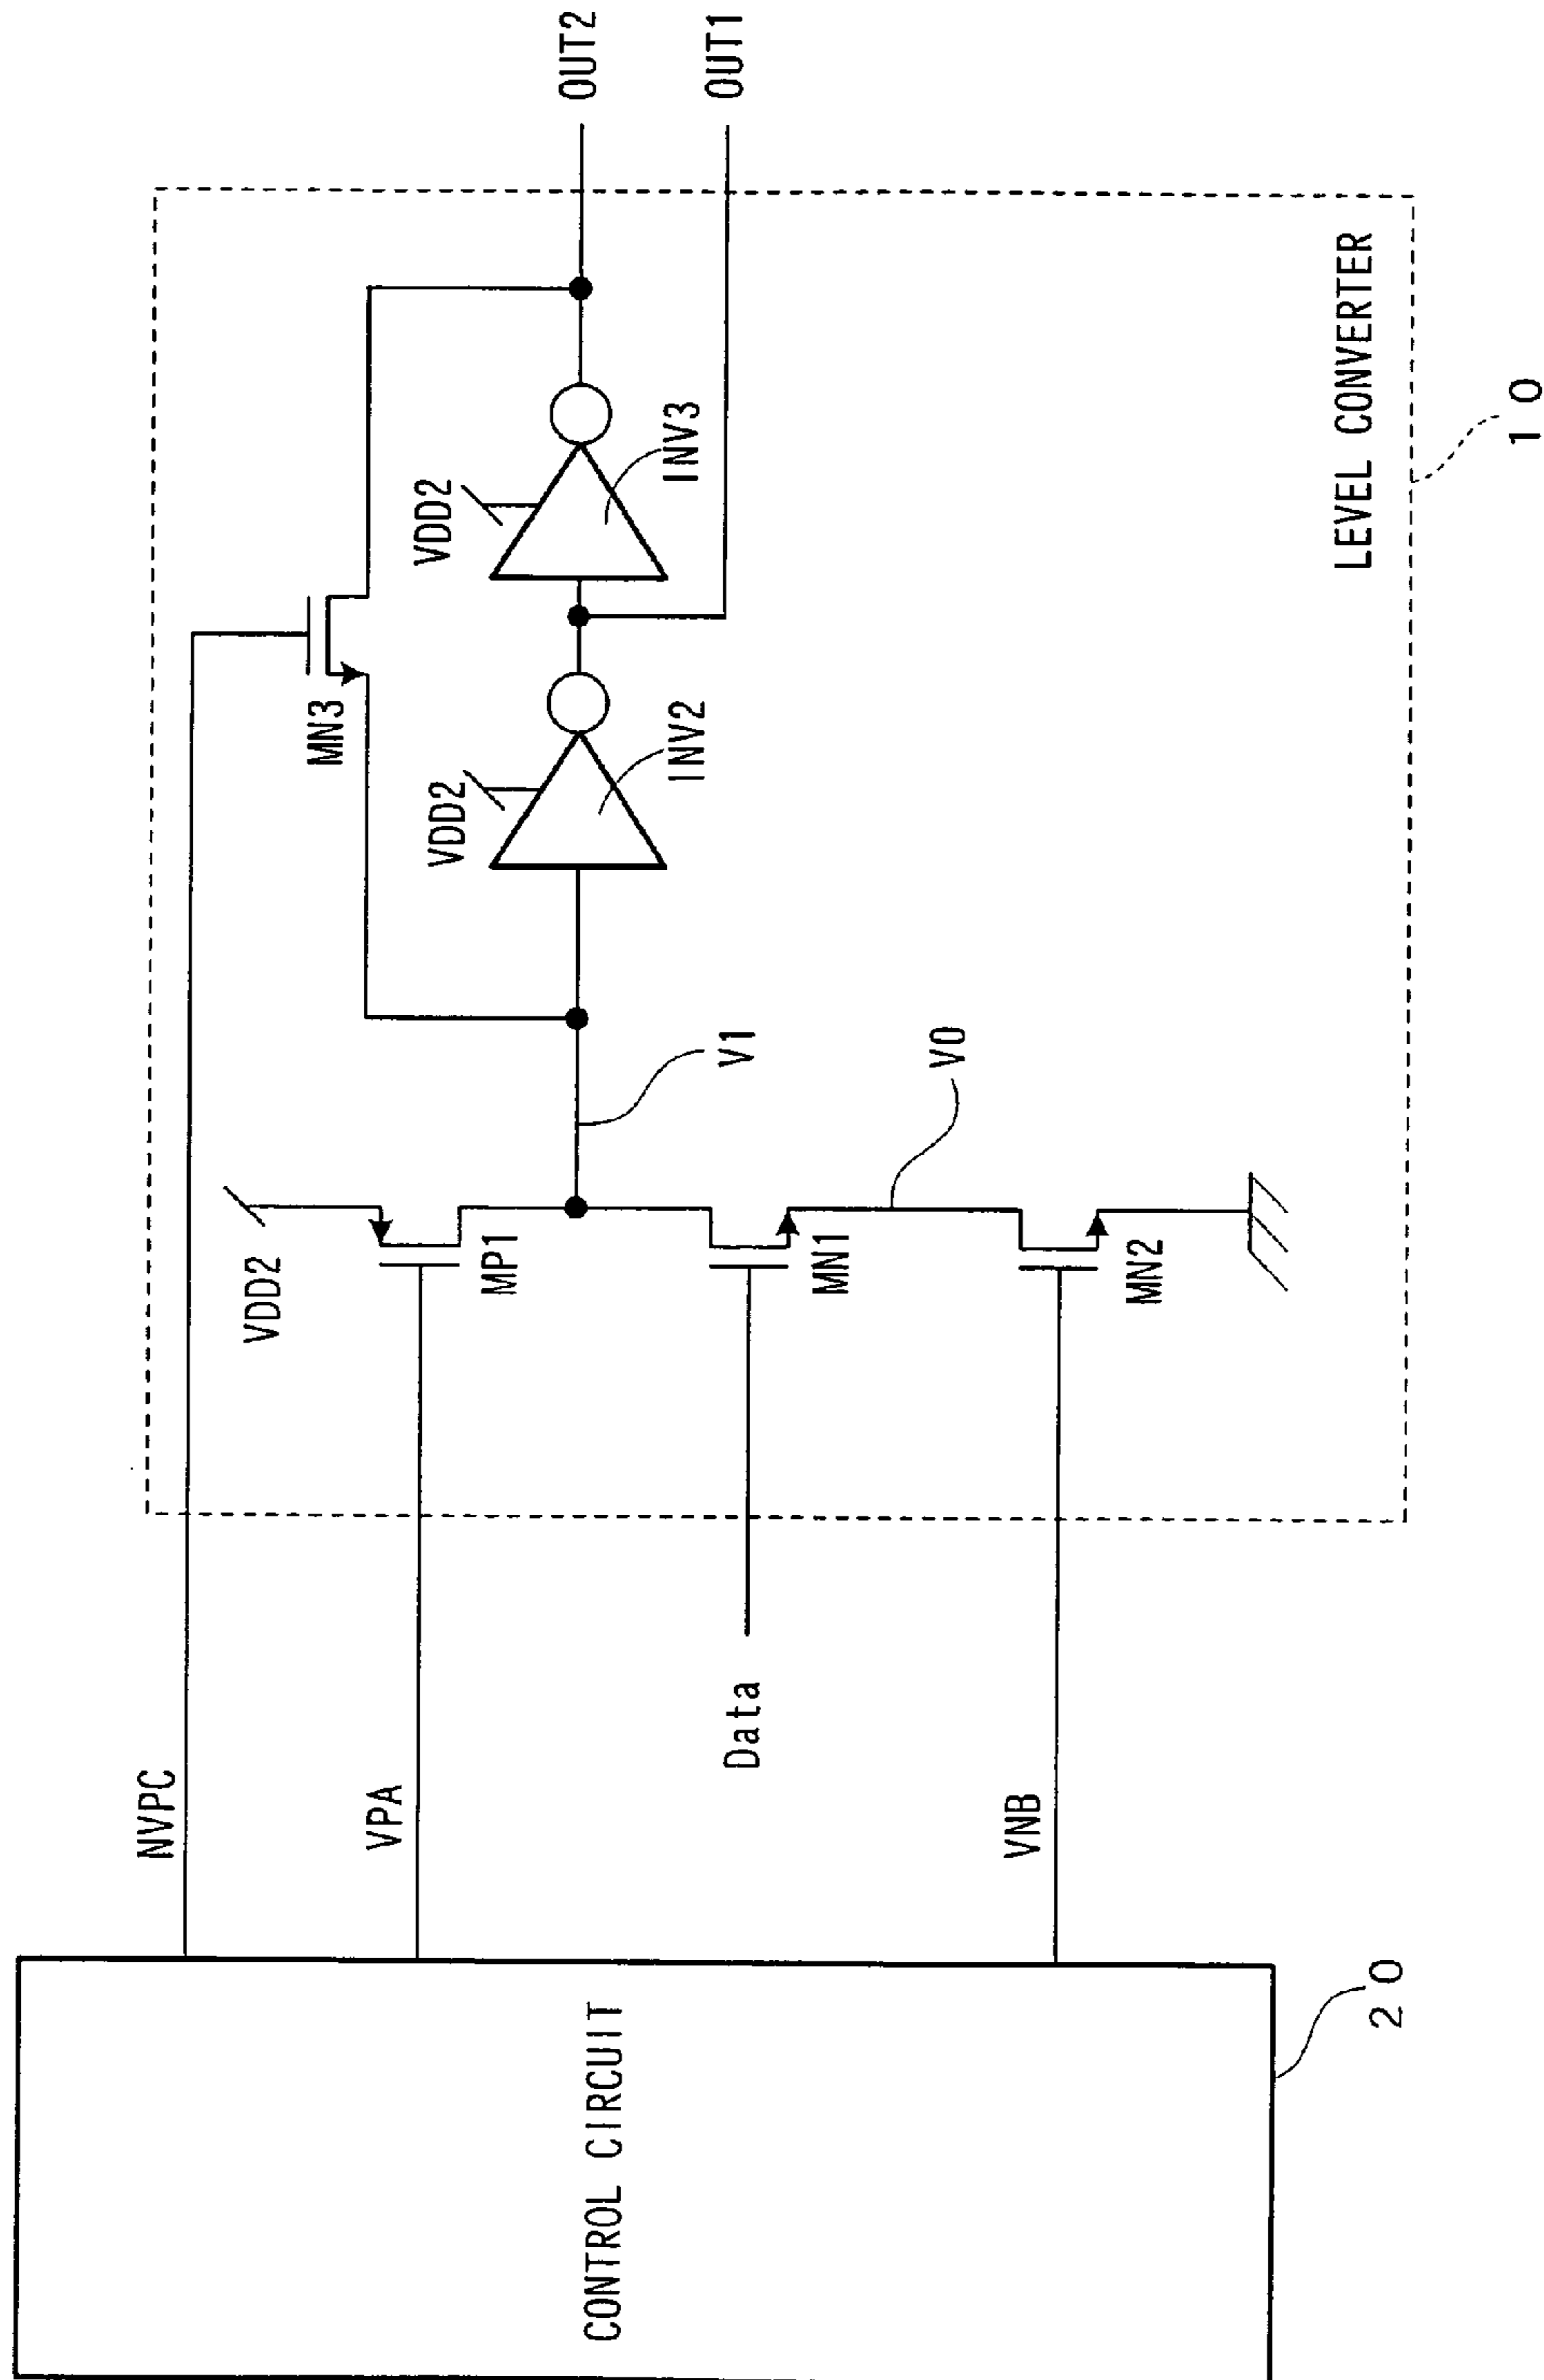 CONTROL CIRCUIT
20
NVPC
VPA
Data
VNB
VDD2
MP1
MN1
MN2
V1
V0
MN3
VDD2
INV2
VDD2
INV3
OUT2
OUT1
LEVEL CONVERTER
10